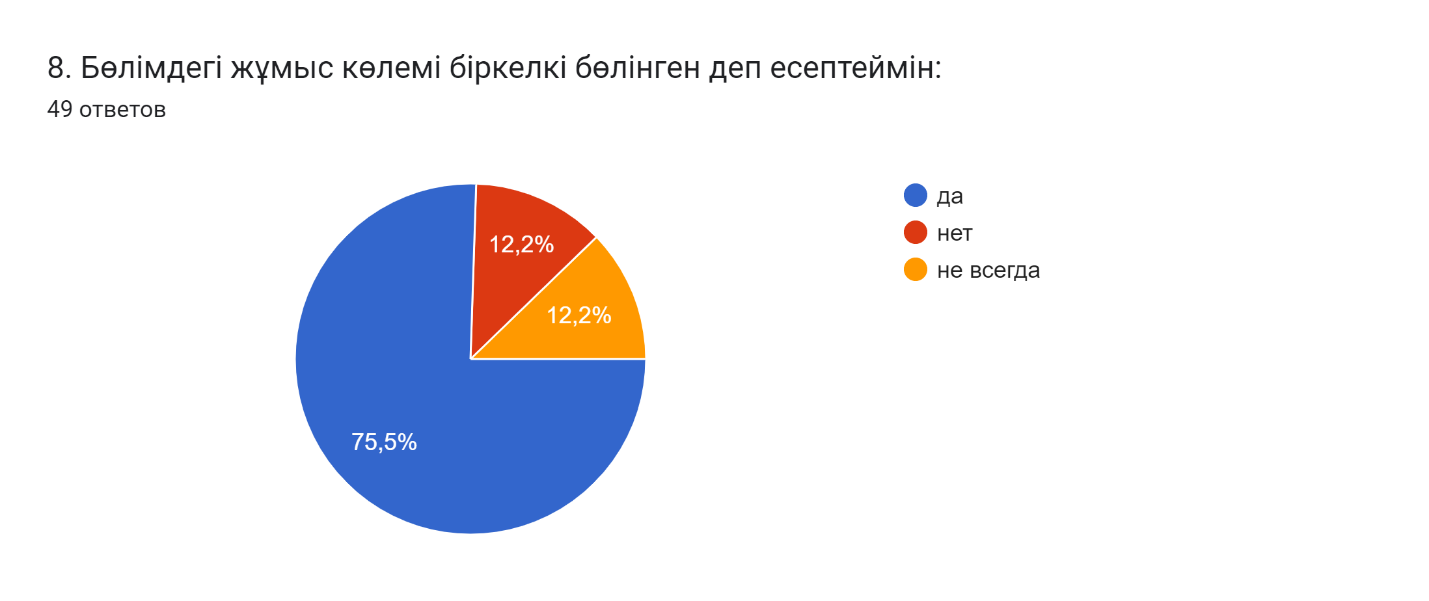 8. Бөлімдегі жұмыс көлемі біркелкі бөлінген деп есептеймін:
49 ответов
да
нет
не всегда
12,2%
12,2%
75,5%